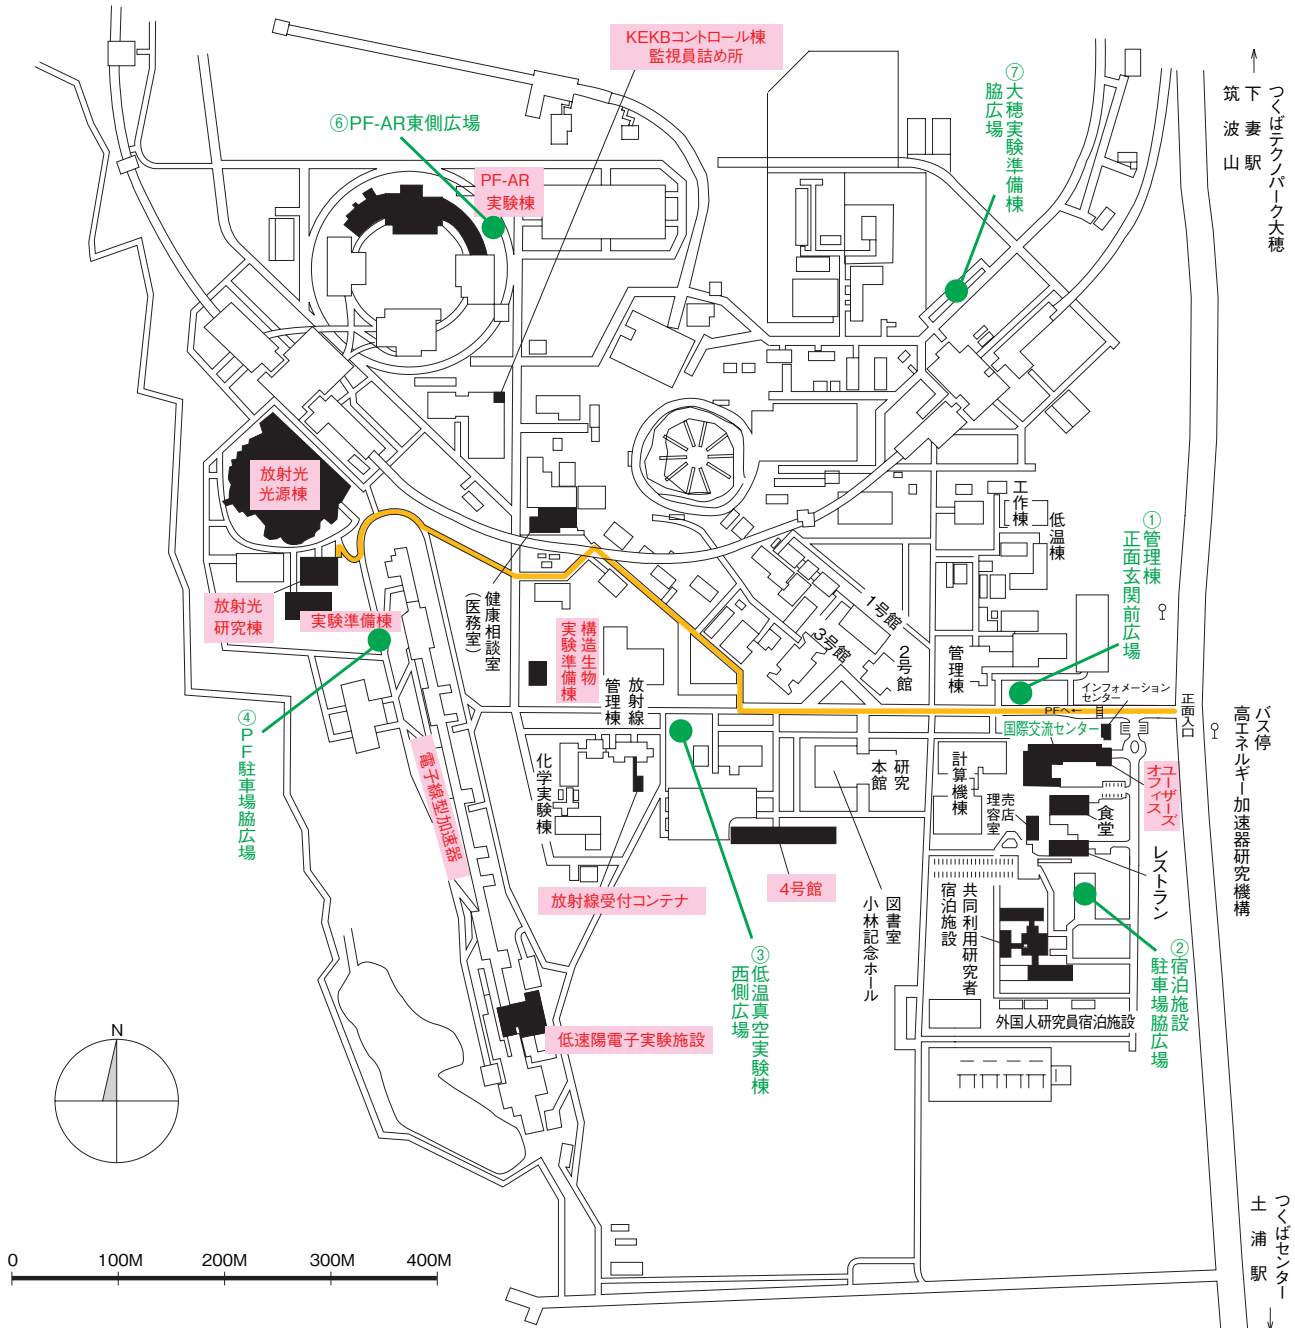 KEKBコントロール棟
監視員詰め所
⑦大穂実験準備棟
脇広場
つくばテクノパーク大穂
下妻駅
筑波山
⑥PF-AR東側広場
PF-AR
実験棟
放射光
光源棟
工作棟
低温棟
①管理棟
正面玄関前広場
放射光
研究棟
実験準備棟
健康相談室
(医務室)
構造生物
実験準備棟
放射線
管理棟
1号館
3号館
2号館
管理棟
インフォメーション
センター
PFへ←
国際交流センター
正面入口
バス停
高エネルギー加速器研究機構
④PF駐車場脇広場
電子線型加速器
化学実験棟
研究
本館
計算機棟
売店
理容室
食堂
ユーザーズ
オフィス
レストラン
放射線受付コンテナ
4号館
図書室
小林記念ホール
共同利用研究者
宿泊施設
③低温真空実験棟
西側広場
②宿泊施設
駐車場脇広場
外国人研究員宿泊施設
低速陽電子実験施設
N
0 100M 200M 300M 400M
つくばセンター
土浦駅